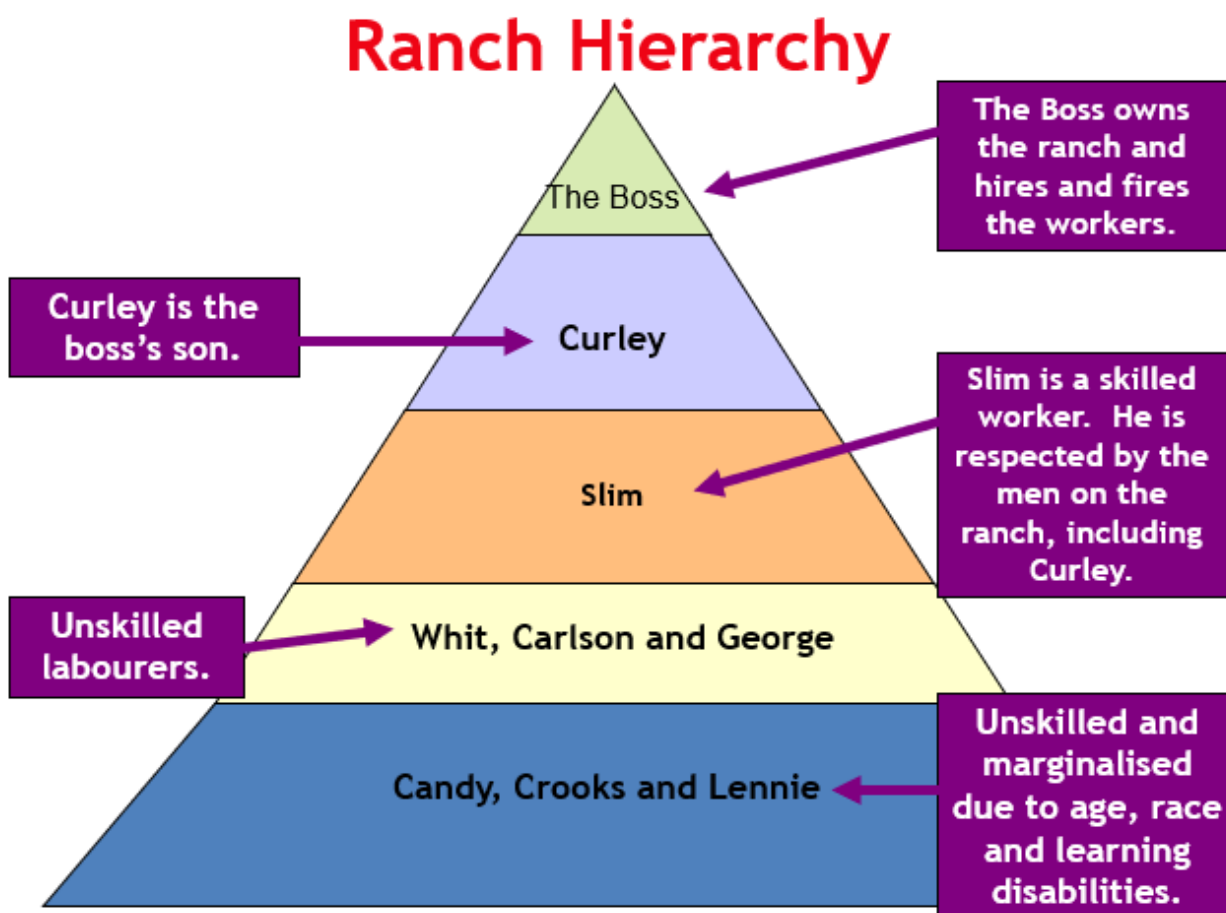 Ranch Hierarchy
The Boss owns
the ranch and
hires and fires
the workers.
The Boss
Curley is the
boss’s son.
Curley
Slim is a skilled
worker. He is
respected by the
men on the
ranch, including
Curley.
Slim
Unskilled
labourers.
Whit, Carlson and George
Unskilled and
marginalised
due to age, race
and learning
disabilities.
Candy, Crooks and Lennie